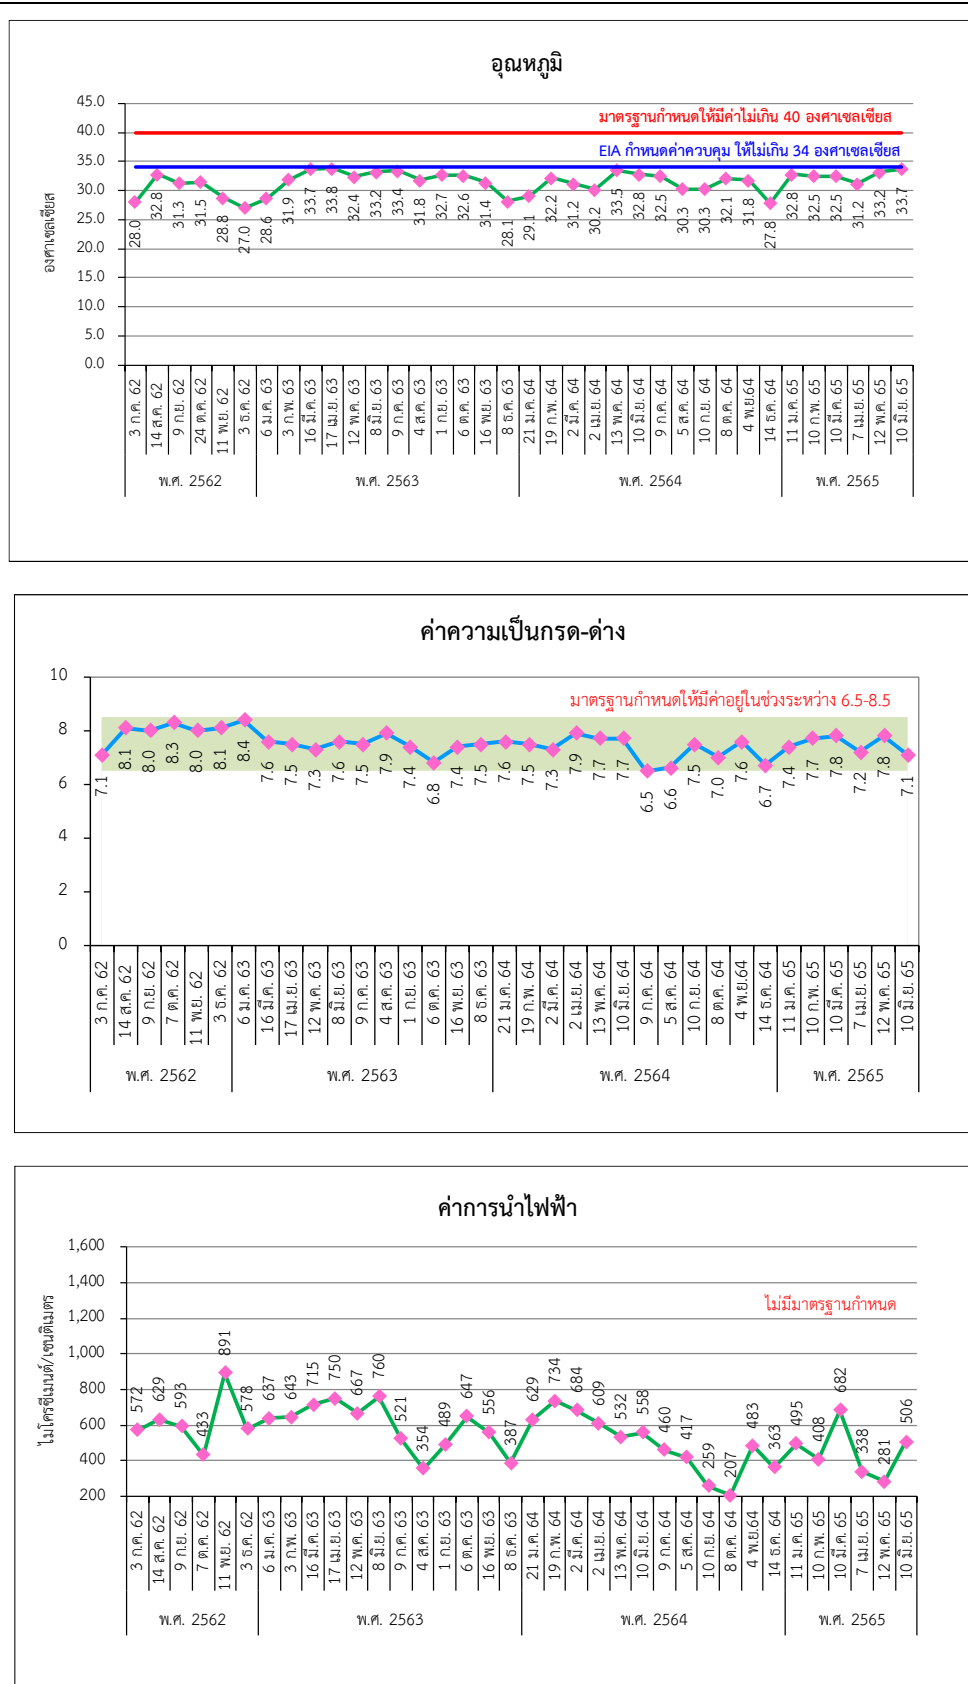 อุณหภูมิ
องศาเซลเซียส
45.0
40.0
35.0
30.0
25.0
20.0
15.0
10.0
5.0
0.0
มาตรฐานกำหนดให้มีค่าไม่เกิน 40 องศาเซลเซียส
EIA กำหนดค่าควบคุม ให้ไม่เกิน 34 องศาเซลเซียส
28.0 32.8 31.3 31.5 28.8 27.0 28.6 31.9 33.7 33.8 32.4 33.2 33.4 31.8 32.7 32.6 31.4 28.1 29.1 32.2 31.2 30.2 33.5 32.8 32.5 30.3 30.3 32.1 31.8 27.8 32.8 32.5 32.5 31.2 33.2 33.7
3 ก.ค. 62 14 ส.ค. 62 9 ก.ย. 62 24 ต.ค. 62 11 พ.ย. 62 3 ธ.ค. 62 6 ม.ค. 63 3 ก.พ. 63 16 มี.ค. 63 17 เม.ย. 63 12 พ.ค. 63 8 มิ.ย. 63 9 ก.ค. 63 4 ส.ค. 63 1 ก.ย. 63 6 ต.ค. 63 16 พ.ย. 63 8 ธ.ค. 63 21 ม.ค. 64 19 ก.พ. 64 2 มี.ค. 64 2 เม.ย. 64 13 พ.ค. 64 10 มิ.ย. 64 9 ก.ค. 64 5 ส.ค. 64 10 ก.ย. 64 8 ต.ค. 64 4 พ.ย.64 14 ธ.ค. 64 11 ม.ค. 65 10 ก.พ. 65 10 มี.ค. 65 7 เม.ย. 65 12 พ.ค. 65 10 มิ.ย. 65
พ.ศ. 2562 พ.ศ. 2563 พ.ศ. 2564 พ.ศ. 2565
ค่าความเป็นกรด-ด่าง
10
8
6
4
2
0
มาตรฐานกำหนดให้มีค่าอยู่ในช่วงระหว่าง 6.5-8.5
7.1 8.1 8.0 8.3 8.0 8.1 8.4 7.6 7.5 7.3 7.6 7.5 7.9 7.4 6.8 7.4 7.5 7.6 7.5 7.3 7.9 7.7 7.7 6.5 6.6 7.5 7.0 7.6 6.7 7.4 7.7 7.8 7.2 7.8 7.1
3 ก.ค. 62 14 ส.ค. 62 9 ก.ย. 62 7 ต.ค. 62 11 พ.ย. 62 3 ธ.ค. 62 6 ม.ค. 63 16 มี.ค. 63 17 เม.ย. 63 12 พ.ค. 63 8 มิ.ย. 63 9 ก.ค. 63 4 ส.ค. 63 1 ก.ย. 63 6 ต.ค. 63 16 พ.ย. 63 8 ธ.ค. 63 21 ม.ค. 64 19 ก.พ. 64 2 มี.ค. 64 2 เม.ย. 64 13 พ.ค. 64 10 มิ.ย. 64 9 ก.ค. 64 5 ส.ค. 64 10 ก.ย. 64 8 ต.ค. 64 4 พ.ย.64 14 ธ.ค. 64 11 ม.ค. 65 10 ก.พ. 65 10 มี.ค. 65 7 เม.ย. 65 12 พ.ค. 65 10 มิ.ย. 65
พ.ศ. 2562 พ.ศ. 2563 พ.ศ. 2564 พ.ศ. 2565
ค่าการนำไฟฟ้า
ไมโครซีเมนต์/เซนติเมตร
1,600
1,400
1,200
1,000
800
600
400
200
ไม่มีมาตรฐานกำหนด
572 629 593 433 891 578 637 643 715 750 667 760 521 354 489 647 556 387 629 734 684 609 532 558 460 417 259 207 483 363 495 408 682 338 281 506
3 ก.ค. 62 14 ส.ค. 62 9 ก.ย. 62 7 ต.ค. 62 11 พ.ย. 62 3 ธ.ค. 62 6 ม.ค. 63 3 ก.พ. 63 16 มี.ค. 63 17 เม.ย. 63 12 พ.ค. 63 8 มิ.ย. 63 9 ก.ค. 63 4 ส.ค. 63 1 ก.ย. 63 6 ต.ค. 63 16 พ.ย. 63 8 ธ.ค. 63 21 ม.ค. 64 19 ก.พ. 64 2 มี.ค. 64 2 เม.ย. 64 13 พ.ค. 64 10 มิ.ย. 64 9 ก.ค. 64 5 ส.ค. 64 10 ก.ย. 64 8 ต.ค. 64 4 พ.ย.64 14 ธ.ค. 64 11 ม.ค. 65 10 ก.พ. 65 10 มี.ค. 65 7 เม.ย. 65 12 พ.ค. 65 10 มิ.ย. 65
พ.ศ. 2562 พ.ศ. 2563 พ.ศ. 2564 พ.ศ. 2565